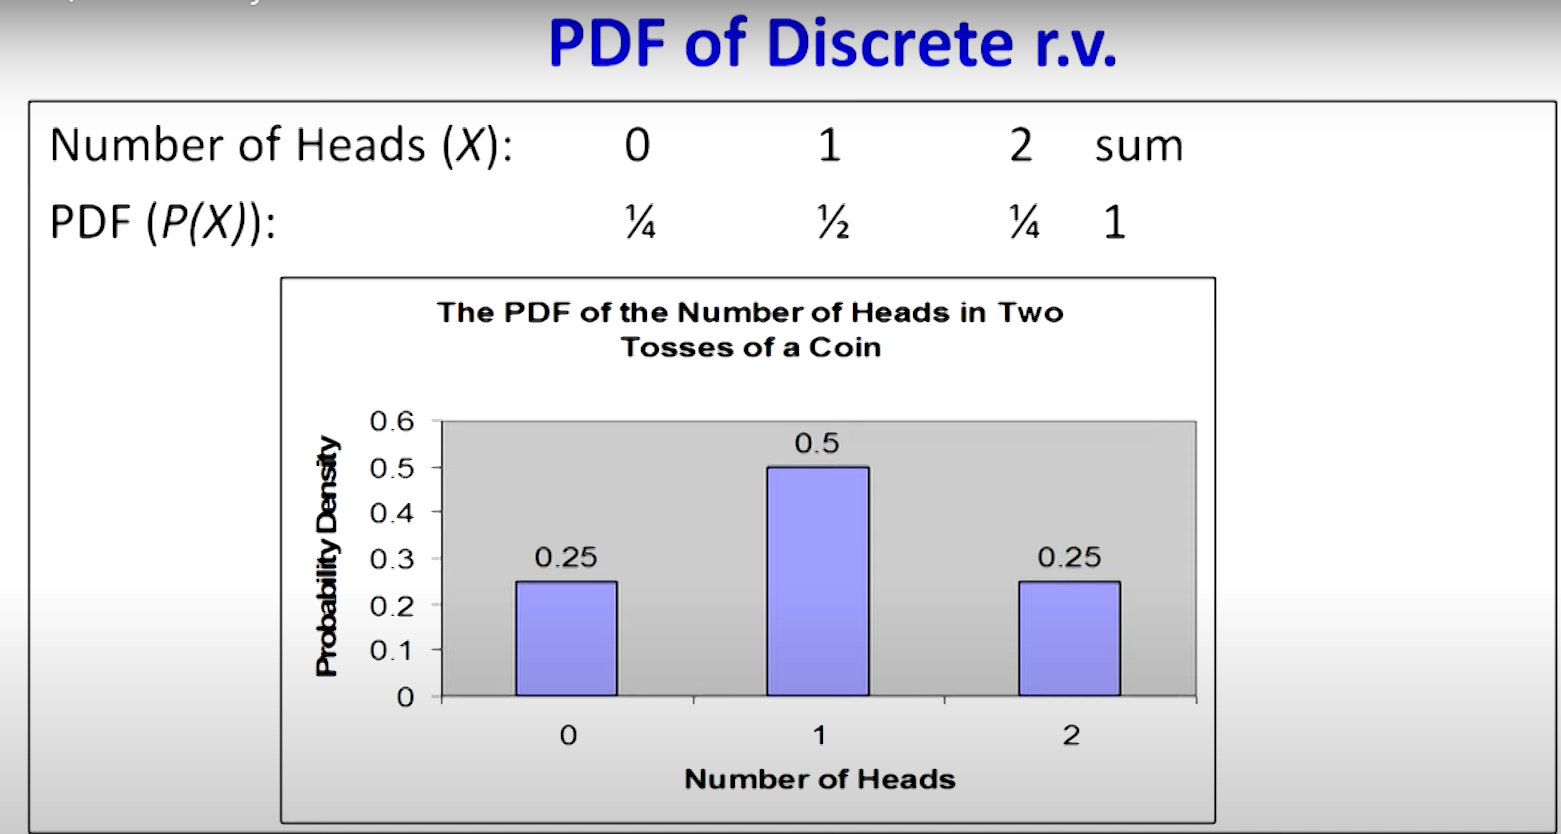 PDF of Discrete r.v.
Number of Heads (X): 0 1 2 sum
PDF (P(X)): ¼ ½ ¼ 1
The PDF of the Number of Heads in Two
Tosses of a Coin
Probability Density
0.6
0.5
0.4
0.3
0.2
0.1
0
0.25
0.5
0.25
0 1 2
Number of Heads